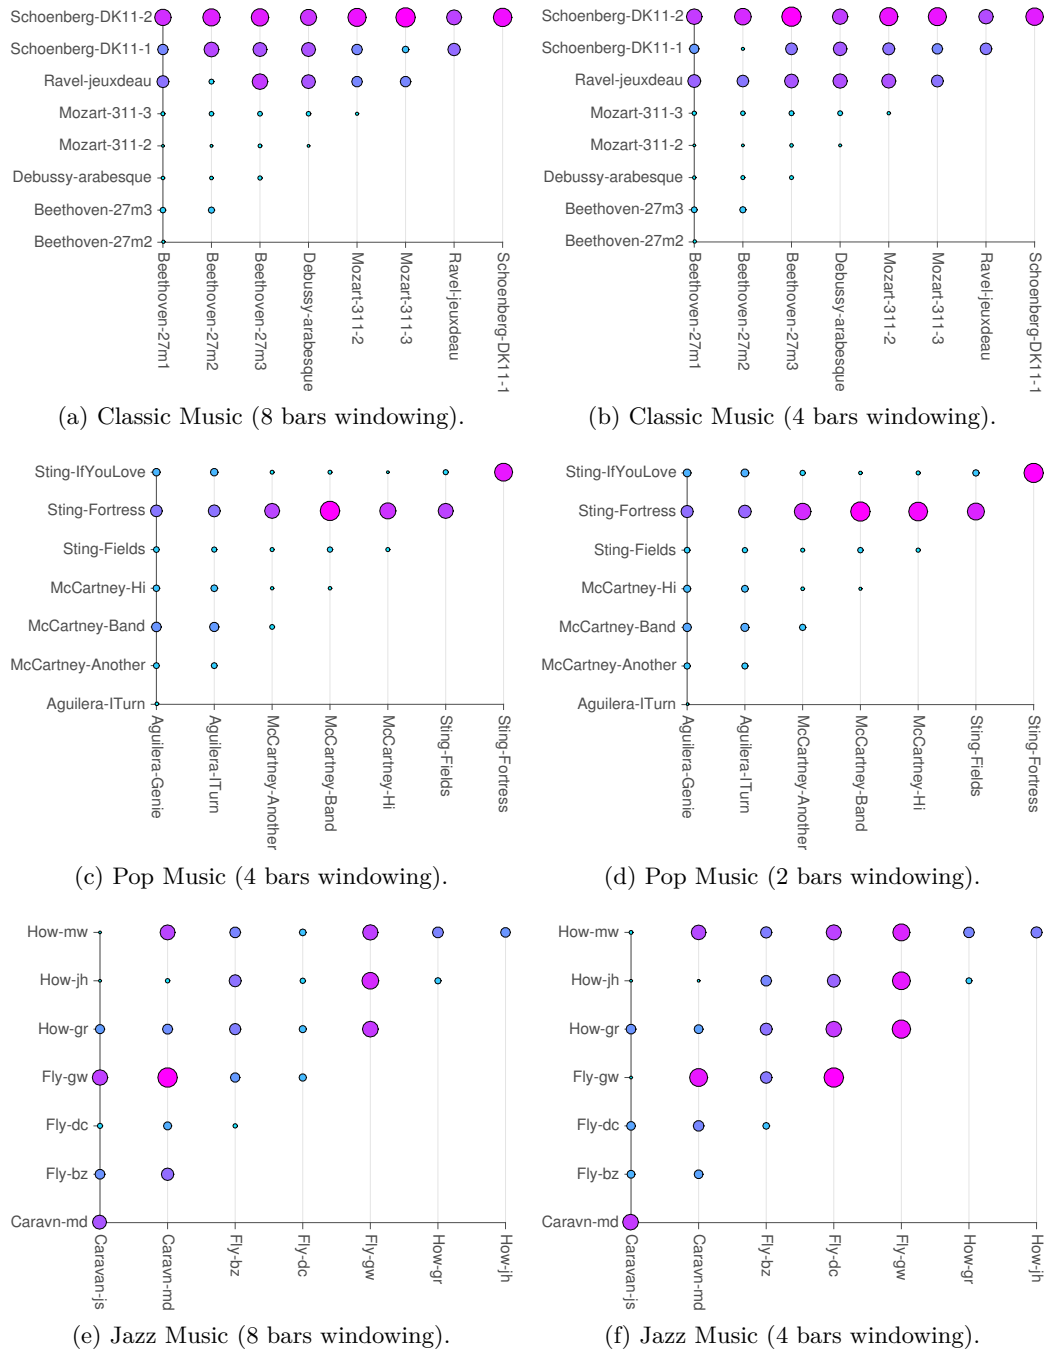 Schoenberg-DK11-2
Schoenberg-DK11-1
Ravel-jeuxdeau
Mozart-311-3
Mozart-311-2
Debussy-arabesque
Beethoven-27m3
Beethoven-27m2
Beethoven-27m1
Beethoven-27m2
Beethoven-27m3
Debussy-arabesque
Mozart-311-2
Mozart-311-3
Ravel-jeuxdeau
Schoenberg-DK11-1
(a) Classic Music (8 bars windowing).
Schoenberg-DK11-2
Schoenberg-DK11-1
Ravel-jeuxdeau
Mozart-311-3
Mozart-311-2
Debussy-arabesque
Beethoven-27m3
Beethoven-27m2
Beethoven-27m1
Beethoven-27m2
Beethoven-27m3
Debussy-arabesque
Mozart-311-2
Mozart-311-3
Ravel-jeuxdeau
Schoenberg-DK11-1
(b) Classic Music (4 bars windowing).
Sting-IfYouLove
Sting-Fortress
Sting-Fields
McCartney-Hi
McCartney-Band
McCartney-Another
Aguilera-ITurn
Aguilera-Genie
Aguilera-ITurn
McCartney-Another
McCartney-Band
McCartney-Hi
Sting-Fields
Sting-Fortress
(c) Pop Music (4 bars windowing).
Sting-IfYouLove
Sting-Fortress
Sting-Fields
McCartney-Hi
McCartney-Band
McCartney-Another
Aguilera-ITurn
Aguilera-Genie
Aguilera-ITurn
McCartney-Another
McCartney-Band
McCartney-Hi
Sting-Fields
Sting-Fortress
(d) Pop Music (2 bars windowing).
How-mw
How-jh
How-gr
Fly-gw
Fly-dc
Fly-bz
Caravn-md
Caravan-js
Caravn-md
Fly-bz
Fly-dc
Fly-gw
How-gr
How-jh
(e) Jazz Music (8 bars windowing).
How-mw
How-jh
How-gr
Fly-gw
Fly-dc
Fly-bz
Caravn-md
Caravan-js
Caravn-md
Fly-bz
Fly-dc
Fly-gw
How-gr
How-jh
(f) Jazz Music (4 bars windowing).